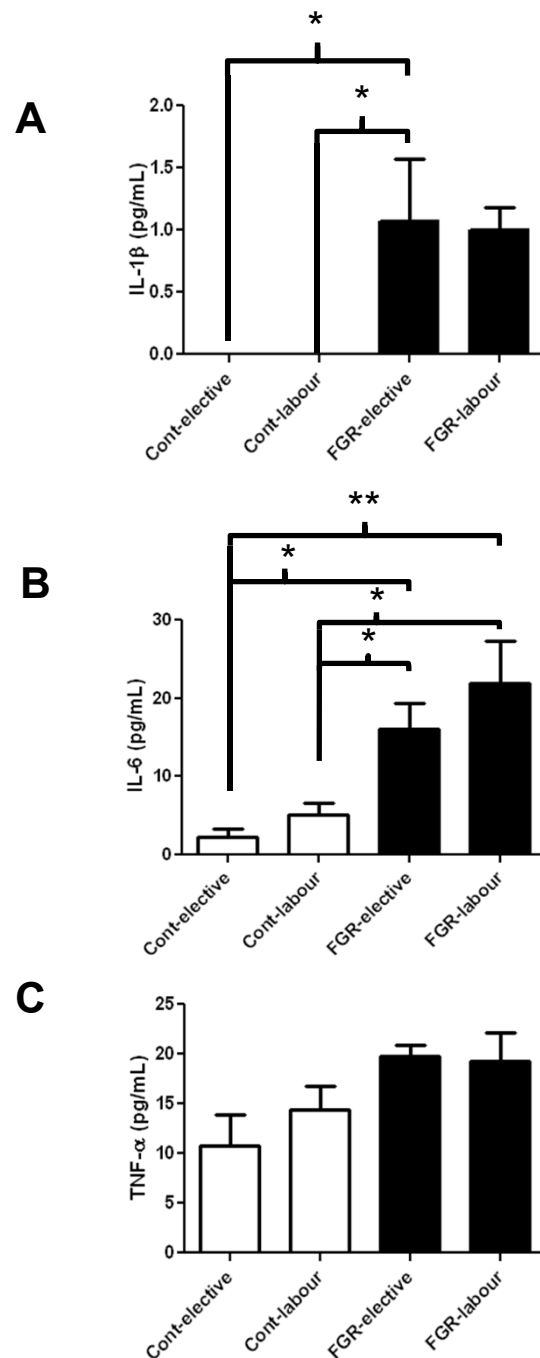 *
A
*
2.0
1.5
1.0
0.5
0.0
IL-1β (pg/mL)
Cont-elective
Cont-labour
FGR-elective
FGR-labour
**
B
*
*
*
30
20
10
0
IL-6 (pg/mL)
Cont-elective
Cont-labour
FGR-elective
FGR-labour
C
25
20
15
10
5
0
TNF-α (pg/mL)
Cont-elective
Cont-labour
FGR-elective
FGR-labour